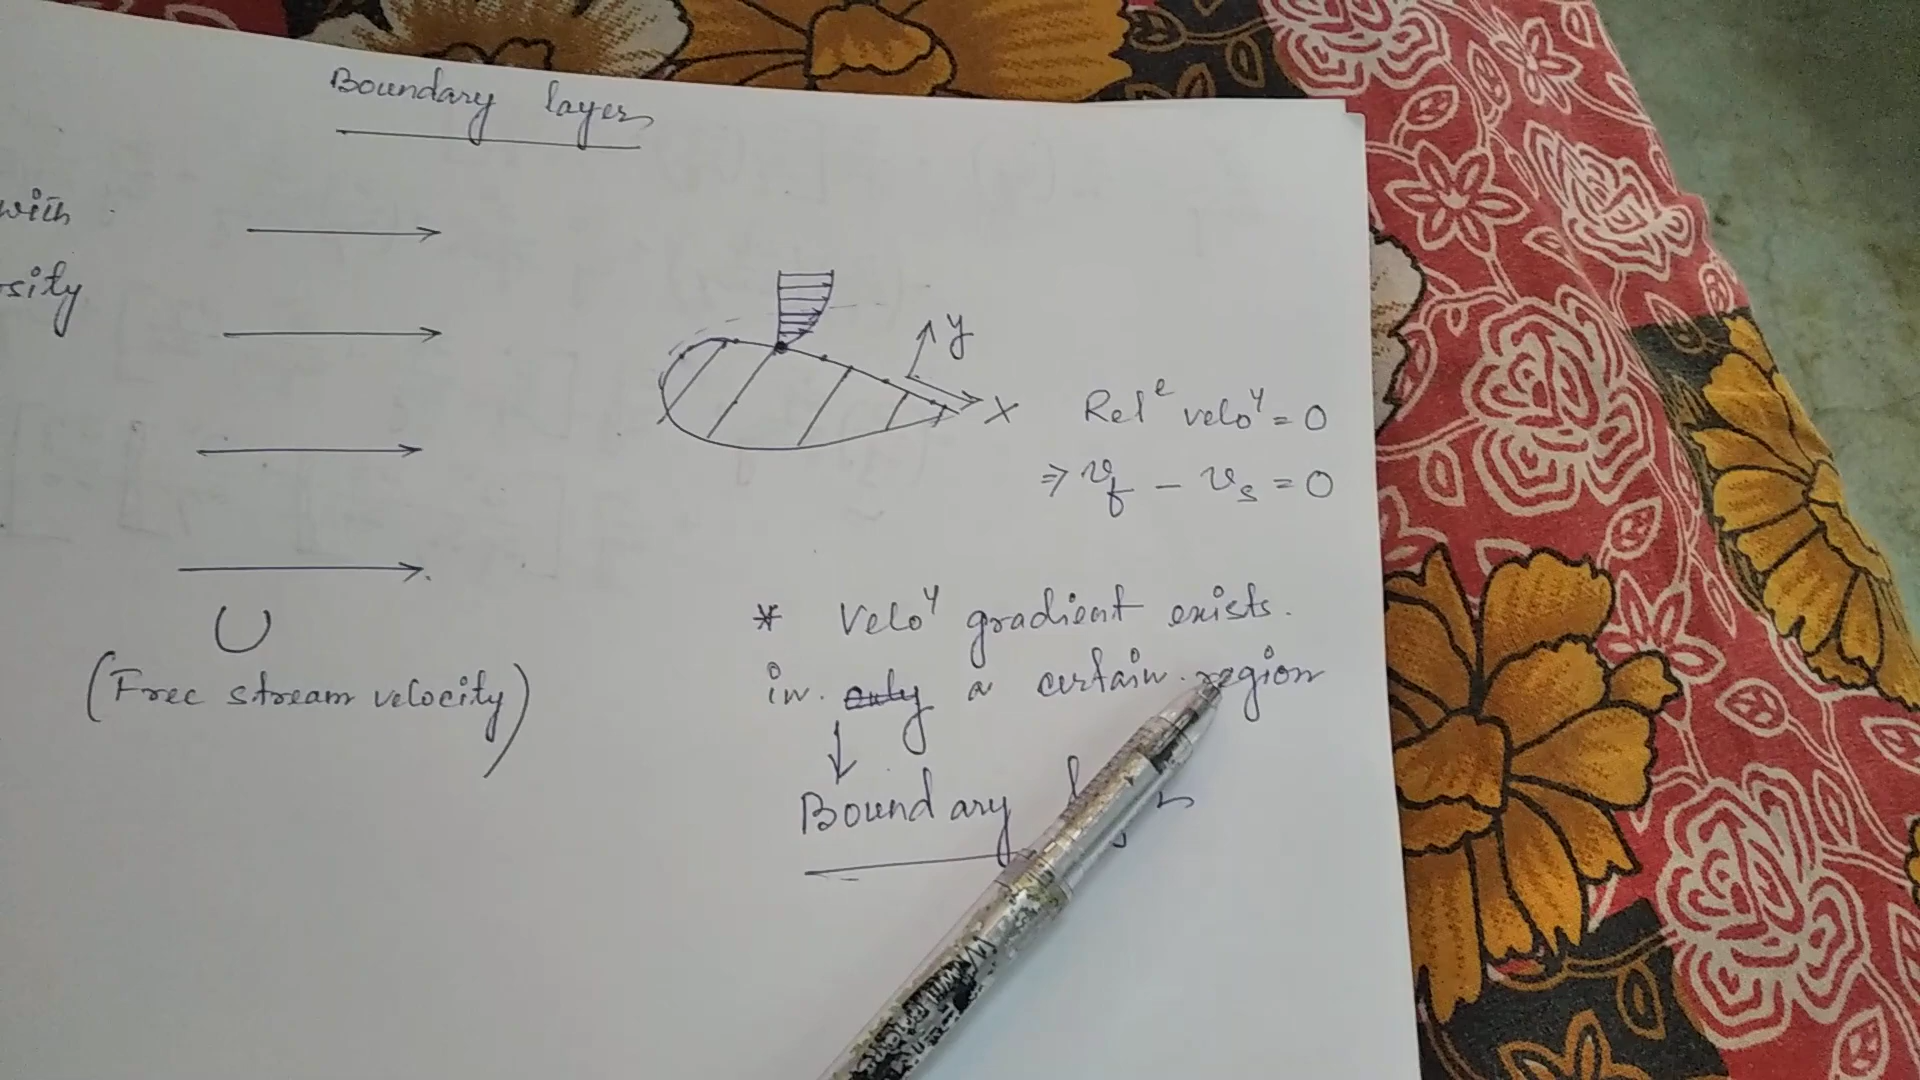 Boundary layer
with
sity
y
x
Rel^e velo^y = 0
⇒ v_f - v_s = 0
U
(Free stream velocity)
* Velo^y gradient exists.
in. only a certain region
↓
Boundary